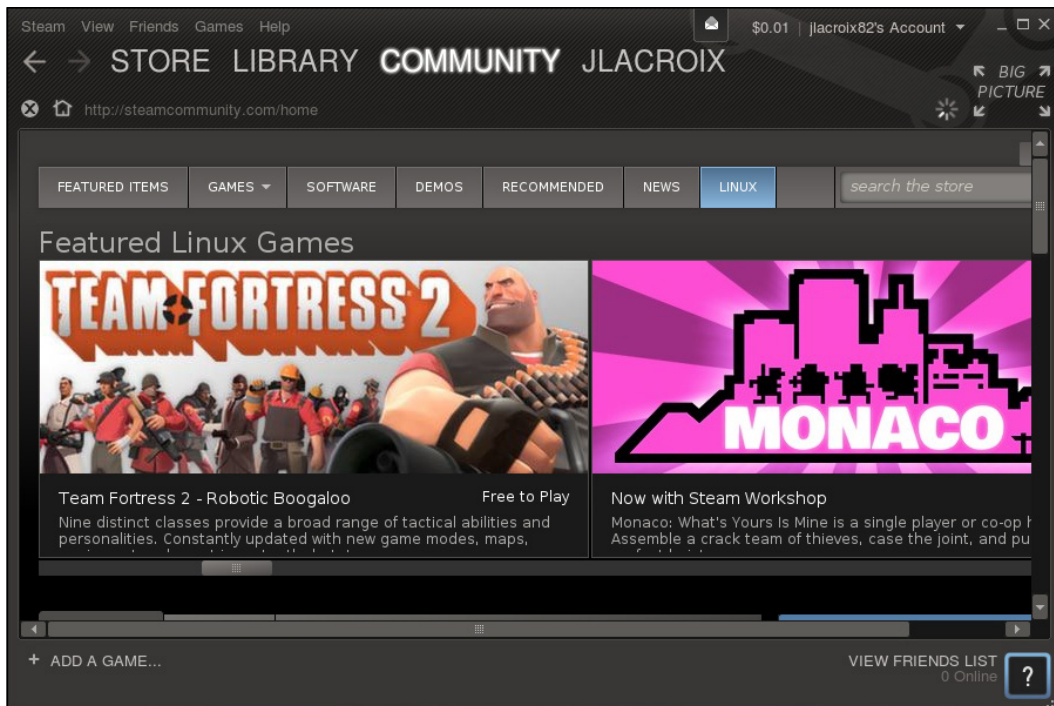 Steam View Friends Games Help
$0.01 | jlacroix82's Account
STORE LIBRARY COMMUNITY JLACROIX
BIG
PICTURE
http://steamcommunity.com/home
FEATURED ITEMS GAMES SOFTWARE DEMOS RECOMMENDED NEWS LINUX search the store
Featured Linux Games
TEAM FORTRESS 2
MONACO
Team Fortress 2 - Robotic Boogaloo Free to Play
Now with Steam Workshop
Nine distinct classes provide a broad range of tactical abilities and
personalities. Constantly updated with new game modes, maps,
Monaco: What's Yours Is Mine is a single player or co-op
Assemble a crack team of thieves, case the joint, and
+ ADD A GAME...
VIEW FRIENDS LIST
0 Online
?